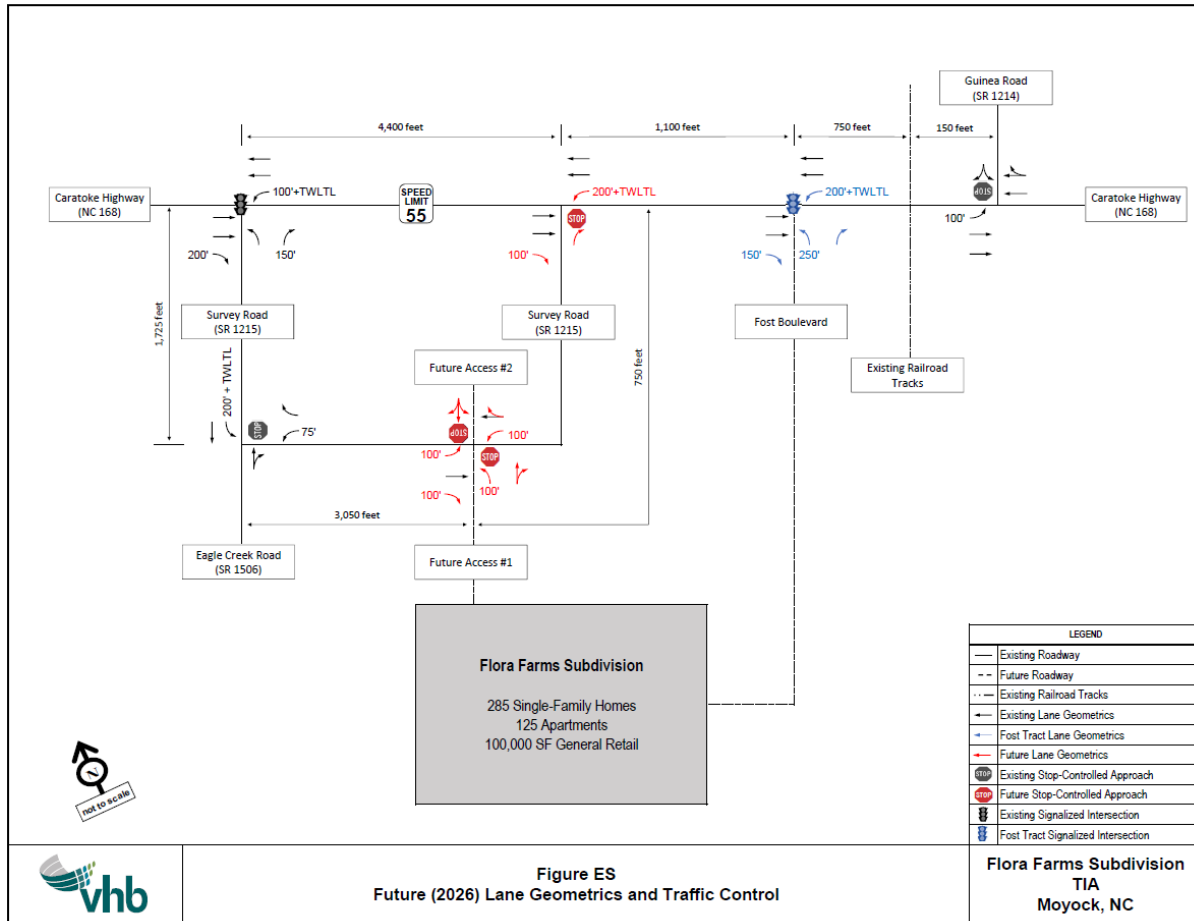 Guinea Road
(SR 1214)
4,400 feet
1,100 feet
750 feet
150 feet
Caratoke Highway
(NC 168)
100'+TWLTL
SPEED
LIMIT
55
200'+TWLTL
200'+TWLTL
STOP
Caratoke Highway
(NC 168)
STOP
100'
200'
150'
100'
150'
250'
1,725 feet
Survey Road
(SR 1215)
Survey Road
(SR 1215)
Fost Boulevard
750 feet
Future Access #2
Existing Railroad
Tracks
200' + TWLTL
STOP
75'
STOP
100'
100'
STOP
100'
100'
3,050 feet
Eagle Creek Road
(SR 1506)
Future Access #1
Flora Farms Subdivision
285 Single-Family Homes
125 Apartments
100,000 SF General Retail
N
not to scale
LEGEND
Existing Roadway
Future Roadway
Existing Railroad Tracks
Existing Lane Geometrics
Fost Tract Lane Geometrics
Future Lane Geometrics
STOP Existing Stop-Controlled Approach
STOP Future Stop-Controlled Approach
Existing Signalized Intersection
Fost Tract Signalized Intersection
vhb
Figure ES
Future (2026) Lane Geometrics and Traffic Control
Flora Farms Subdivision
TIA
Moyock, NC